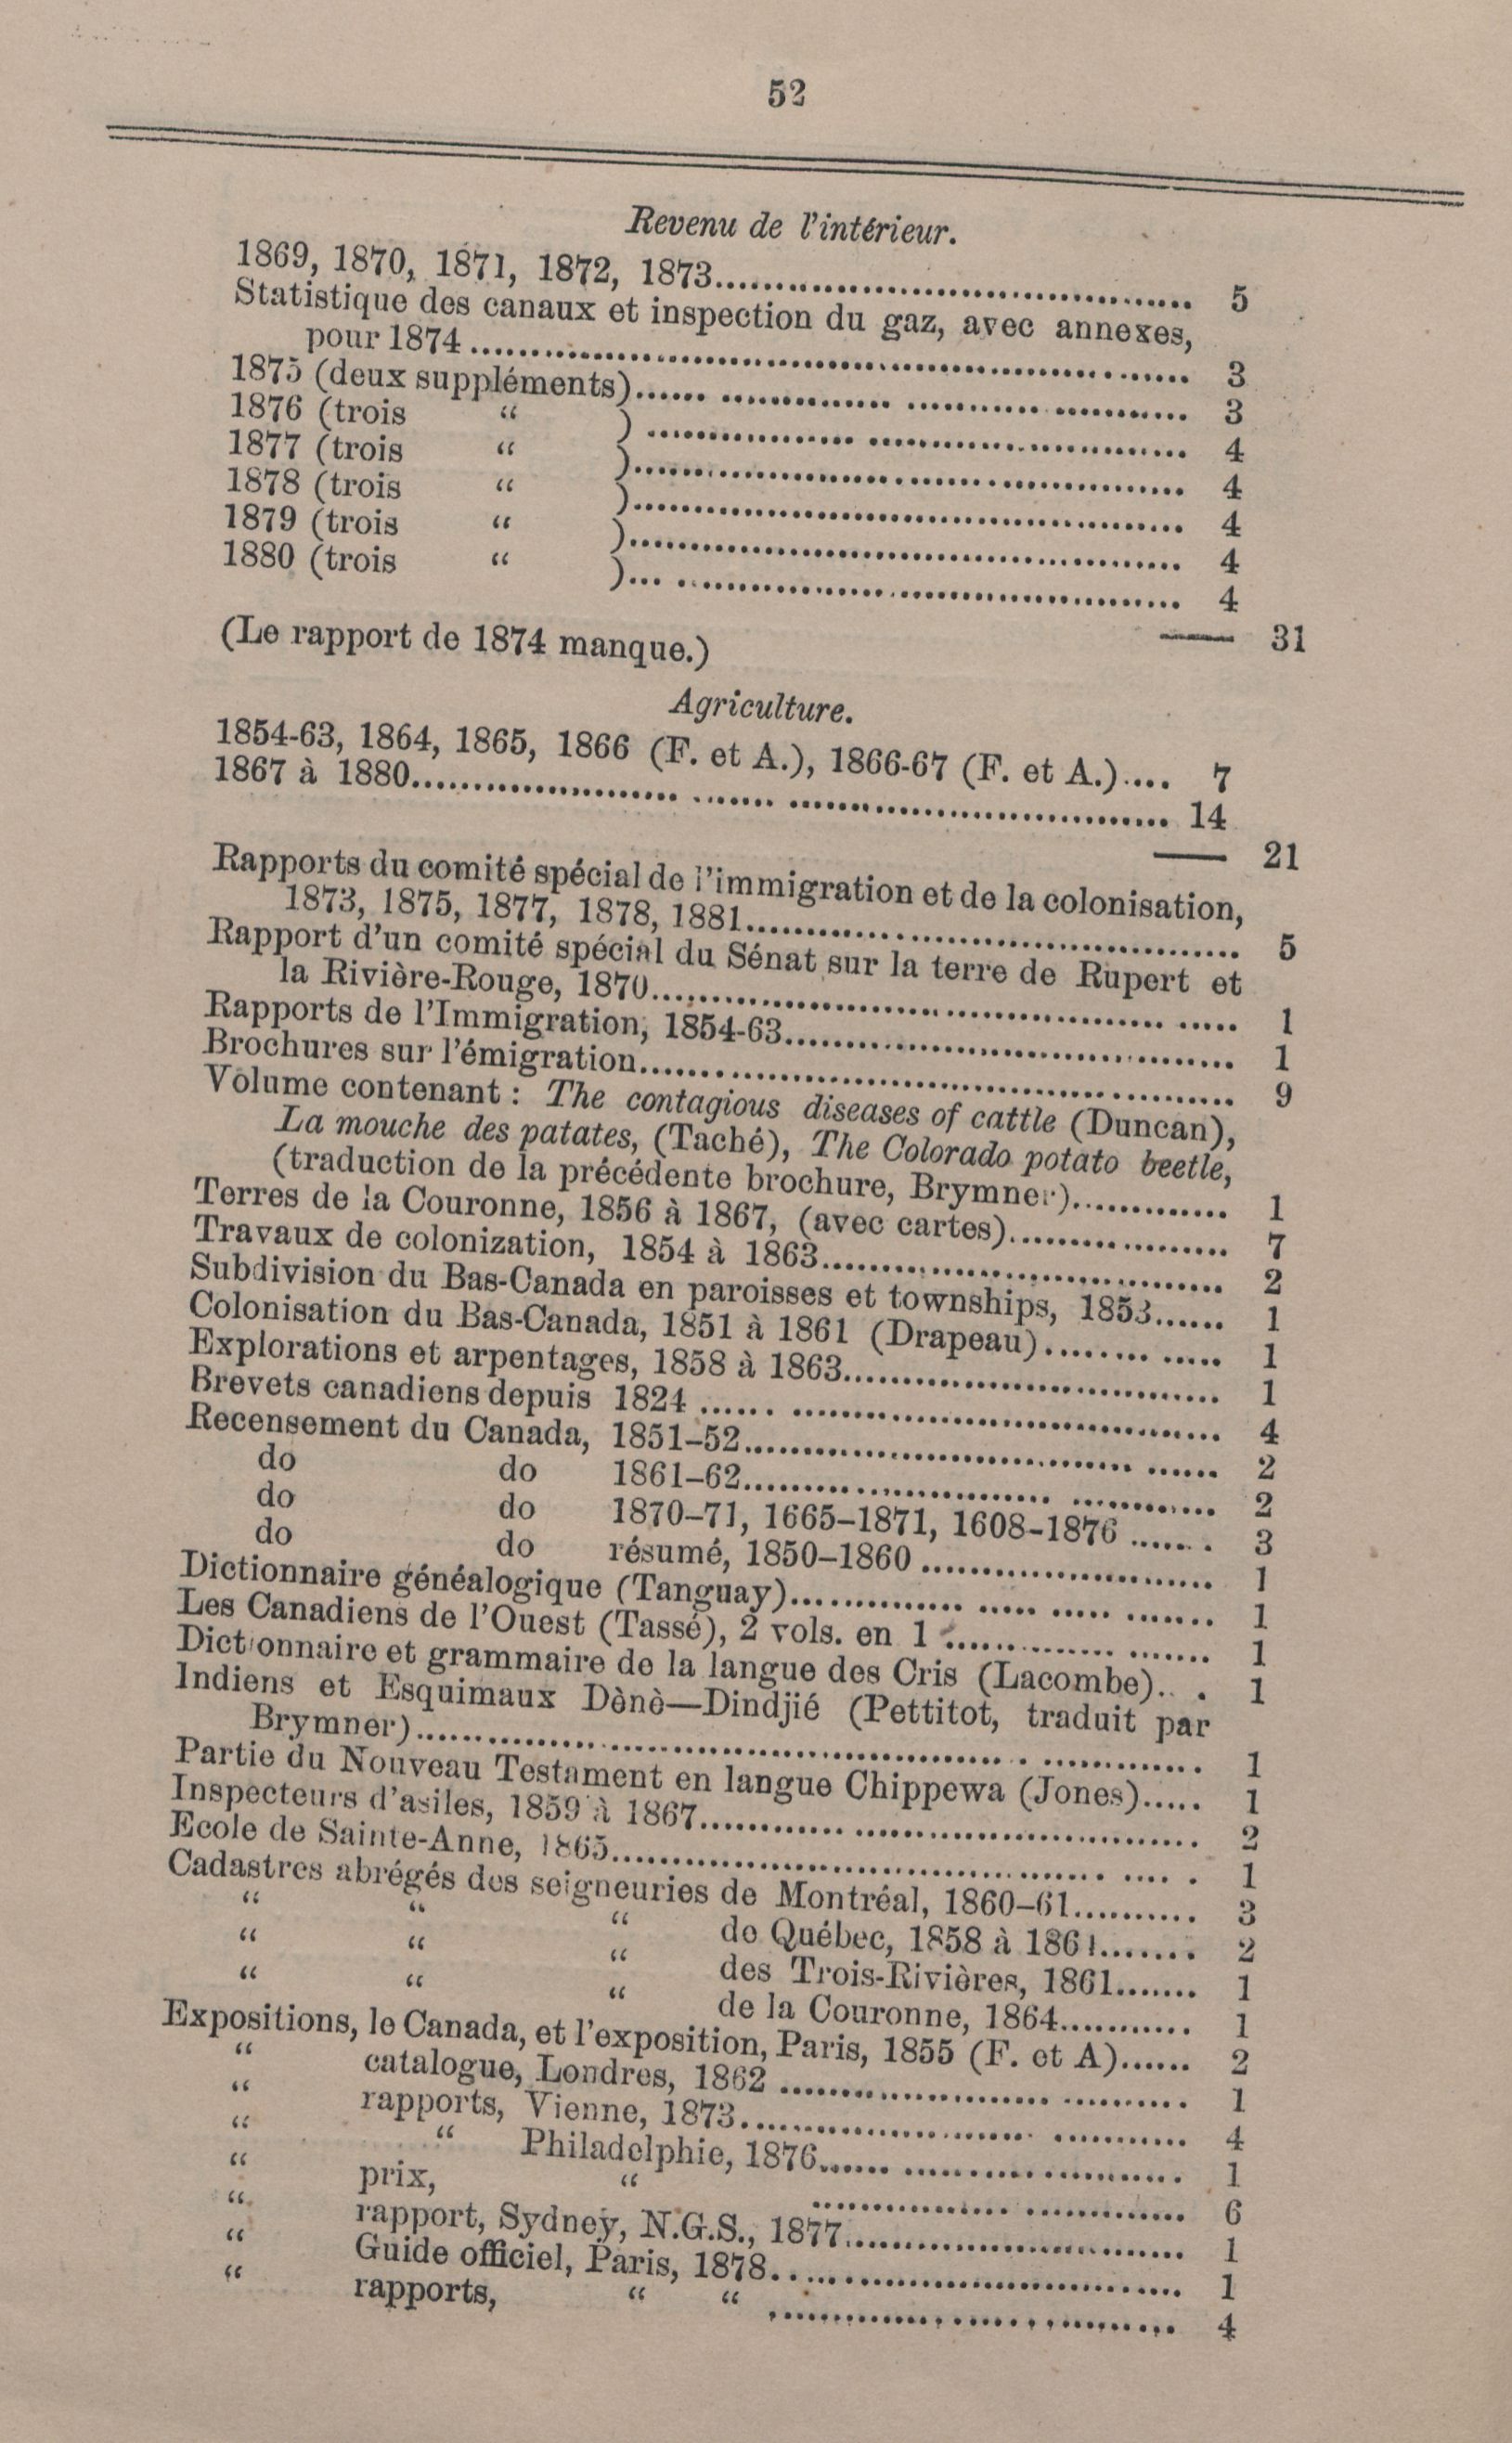 52
Revenu de l'intérieur.
1869, 1870, 1871, 1872, 1873........................................ 5
Statistique des canaux et inspection du gaz, avec annexes,
pour 1874........................................ 3
1875 (deux suppléments)........................................ 3
1876 (trois “ )........................................ 4
1877 (trois “ )........................................ 4
1878 (trois “ )........................................ 4
1879 (trois “ )........................................ 4
1880 (trois “ )........................................ 4
(Le rapport de 1874 manque.) —— 31
Agriculture.
1854-63, 1864, 1865, 1866 (F. et A.), 1866-67 (F. et A.).... 7
1867 à 1880........................................ 14
—— 21
Rapports du comité spécial de l'immigration et de la colonisation,
1873, 1875, 1877, 1878, 1881........................................ 5
Rapport d'un comité spécial du Sénat sur la terre de Rupert et
la Rivière-Rouge, 1870........................................ 1
Rapports de l'Immigration, 1854-63........................................ 1
Brochures sur l'émigration........................................ 9
Volume contenant : The contagious diseases of cattle (Duncan),
La mouche des patates, (Taché), The Colorado potato beetle,
(traduction de la précédente brochure, Brymner)............. 1
Terres de la Couronne, 1856 à 1867, (avec cartes).................. 7
Travaux de colonization, 1854 à 1863.................................. 2
Subdivision du Bas-Canada en paroisses et townships, 1853...... 1
Colonisation du Bas-Canada, 1851 à 1861 (Drapeau)......... ..... 1
Explorations et arpentages, 1858 à 1863................................ 1
Brevets canadiens depuis 1824 ...... .................................... 4
Recensement du Canada, 1851–52................................ ...... 2
do do 1861–62.......................... ............ 2
do do 1870–71, 1665–1871, 1608–1876 ....... 3
do do résumé, 1850–1860 ......................... 1
Dictionnaire généalogique (Tanguay)............... ..... ..... ....... 1
Les Canadiens de l'Ouest (Tassé), 2 vols. en 1 .............. ....... 1
Dictionnaire et grammaire de la langue des Cris (Lacombe).. . 1
Indiens et Esquimaux Dènè—Dindjié (Pettitot, traduit par
Brymner)........................................ 1
Partie du Nouveau Testament en langue Chippewa (Jones)..... 1
Inspecteurs d'asiles, 1859 à 1867........................................ 2
Ecole de Sainte-Anne, 1865........................................ 1
Cadastres abrégés des seigneuries de Montréal, 1860–61.......... 3
“ “ “ de Québec, 1858 à 1861....... 2
“ “ “ des Trois-Rivières, 1861....... 1
“ “ “ de la Couronne, 1864........... 1
Expositions, le Canada, et l'exposition, Paris, 1855 (F. et A)...... 2
“ catalogue, Londres, 1862 .................................. 1
“ rapports, Vienne, 1873.................................... 4
“ “ Philadelphie, 1876.............................. 1
“ prix, “ .............................. 6
“ rapport, Sydney, N.G.S., 1877............................ 1
“ Guide officiel, Paris, 1878.................................. 1
“ rapports, “ “ .................................. 4